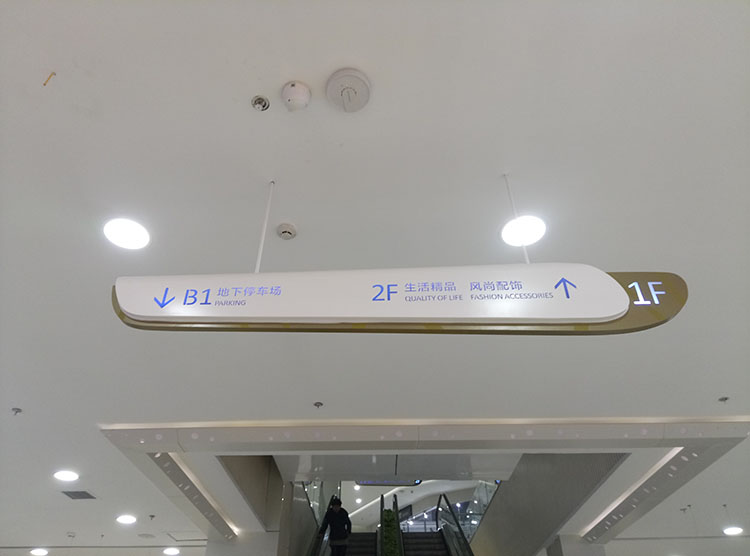 ↓ B1 地下停车场
PARKING
2F 生活精品 风尚配饰 ↑
QUALITY OF LIFE FASHION ACCESSORIES
1F